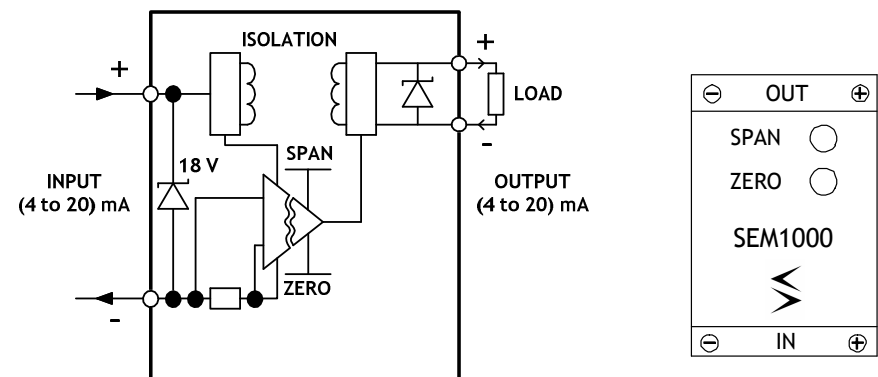 ISOLATION
+
+
LOAD
-
18 V
SPAN
INPUT
(4 to 20) mA
OUTPUT
(4 to 20) mA
ZERO
-
- OUT +
SPAN
ZERO
SEM1000
- IN +